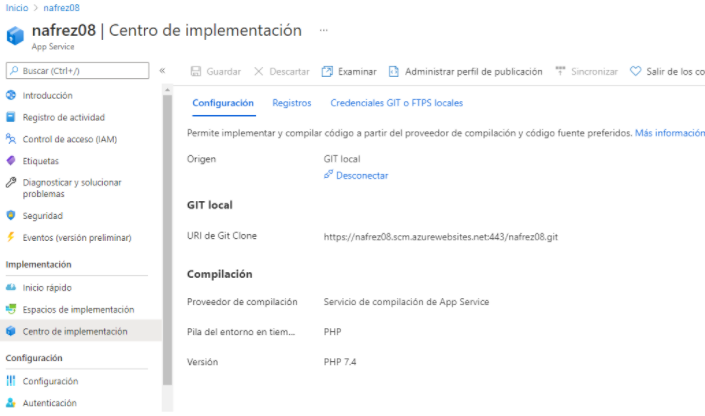 Inicio > nafrez08
nafrez08 | Centro de implementación ...
App Service
Buscar (Ctrl+/)
«
Guardar
Descartar
Examinar
Administrar perfil de publicación
Sincronizar
Salir de los co
Introducción
Registro de actividad
Control de acceso (IAM)
Etiquetas
Diagnosticar y solucionar
problemas
Seguridad
Eventos (versión preliminar)
Implementación
Inicio rápido
Espacios de implementación
Centro de implementación
Configuración
Configuración
Autenticación
Configuración
Registros
Credenciales GIT o FTPS locales
Permite implementar y compilar código a partir del proveedor de compilación y código fuente preferidos. Más información
Origen
GIT local
Desconectar
GIT local
URI de Git Clone
https://nafrez08.scm.azurewebsites.net:443/nafrez08.git
Compilación
Proveedor de compilación
Servicio de compilación de App Service
Pila del entorno en tiem...
PHP
Versión
PHP 7.4